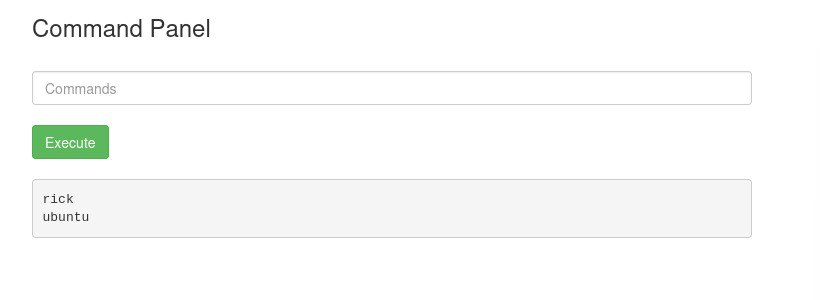 Command Panel
Commands
Execute
rick
ubuntu